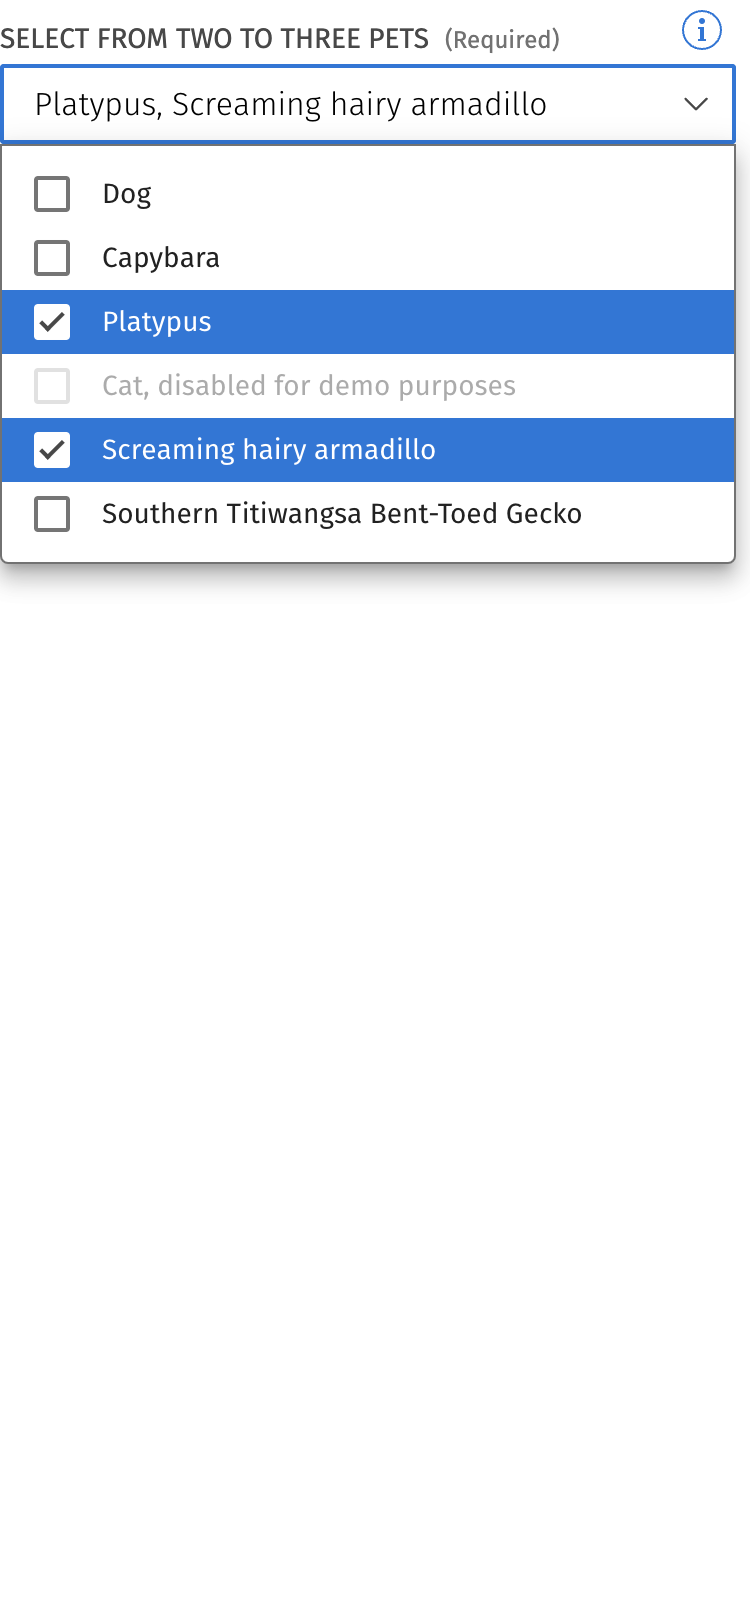 SELECT FROM TWO TO THREE PETS (Required)
Platypus, Screaming hairy armadillo
Dog
Capybara
Platypus
Cat, disabled for demo purposes
Screaming hairy armadillo
Southern Titiwangsa Bent-Toed Gecko